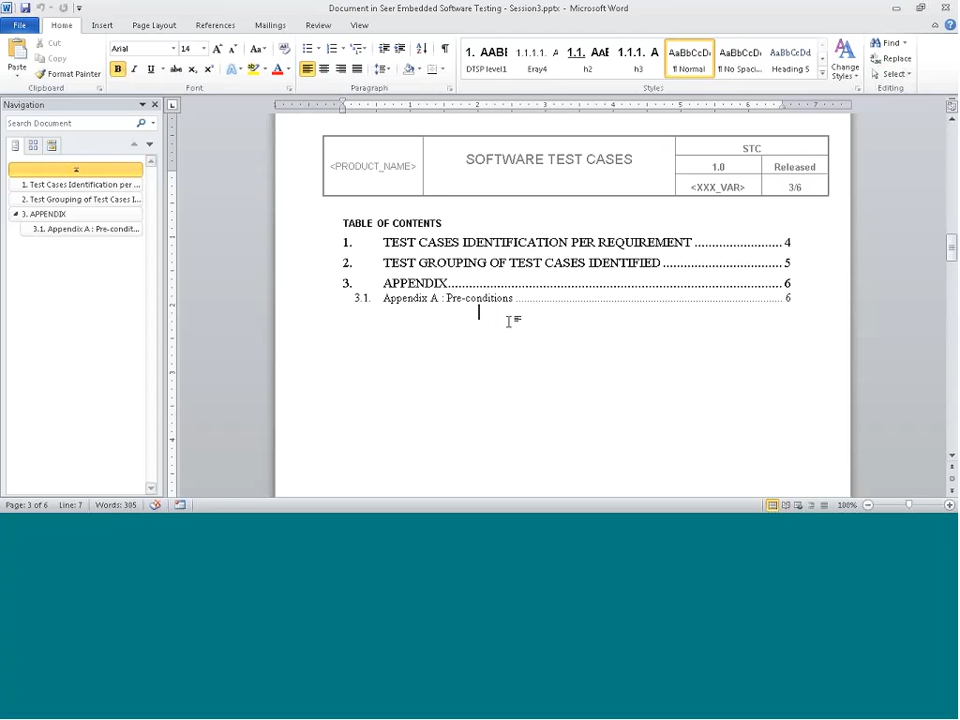 Document in Seer Embedded Software Testing - Session3.pptx - Microsoft Word
File Home Insert Page Layout References Mailings Review View
Paste
Cut
Copy
Format Painter
Clipboard
Arial 14
Font
Paragraph
1. AABI 1.1.1.1. A 1.1. AAE 1.1.1. A AaBbCcD AaBbCcD AaBbCcDd
DTSP level1 Eray4 h2 h3 ¶ Normal ¶ No Spaci... Heading 5
Change Styles
Styles
Find
Replace
Select
Editing
Navigation
Search Document
1. Test Cases Identification per ...
2. Test Grouping of Test Cases I...
3. APPENDIX
3.1. Appendix A : Pre-condit...
<PRODUCT_NAME>
SOFTWARE TEST CASES
STC
1.0 Released
<XXX_VAR> 3/6
TABLE OF CONTENTS
1. TEST CASES IDENTIFICATION PER REQUIREMENT 4
2. TEST GROUPING OF TEST CASES IDENTIFIED 5
3. APPENDIX 6
3.1. Appendix A : Pre-conditions 6
Page: 3 of 6 Line: 7 Words: 305 100%